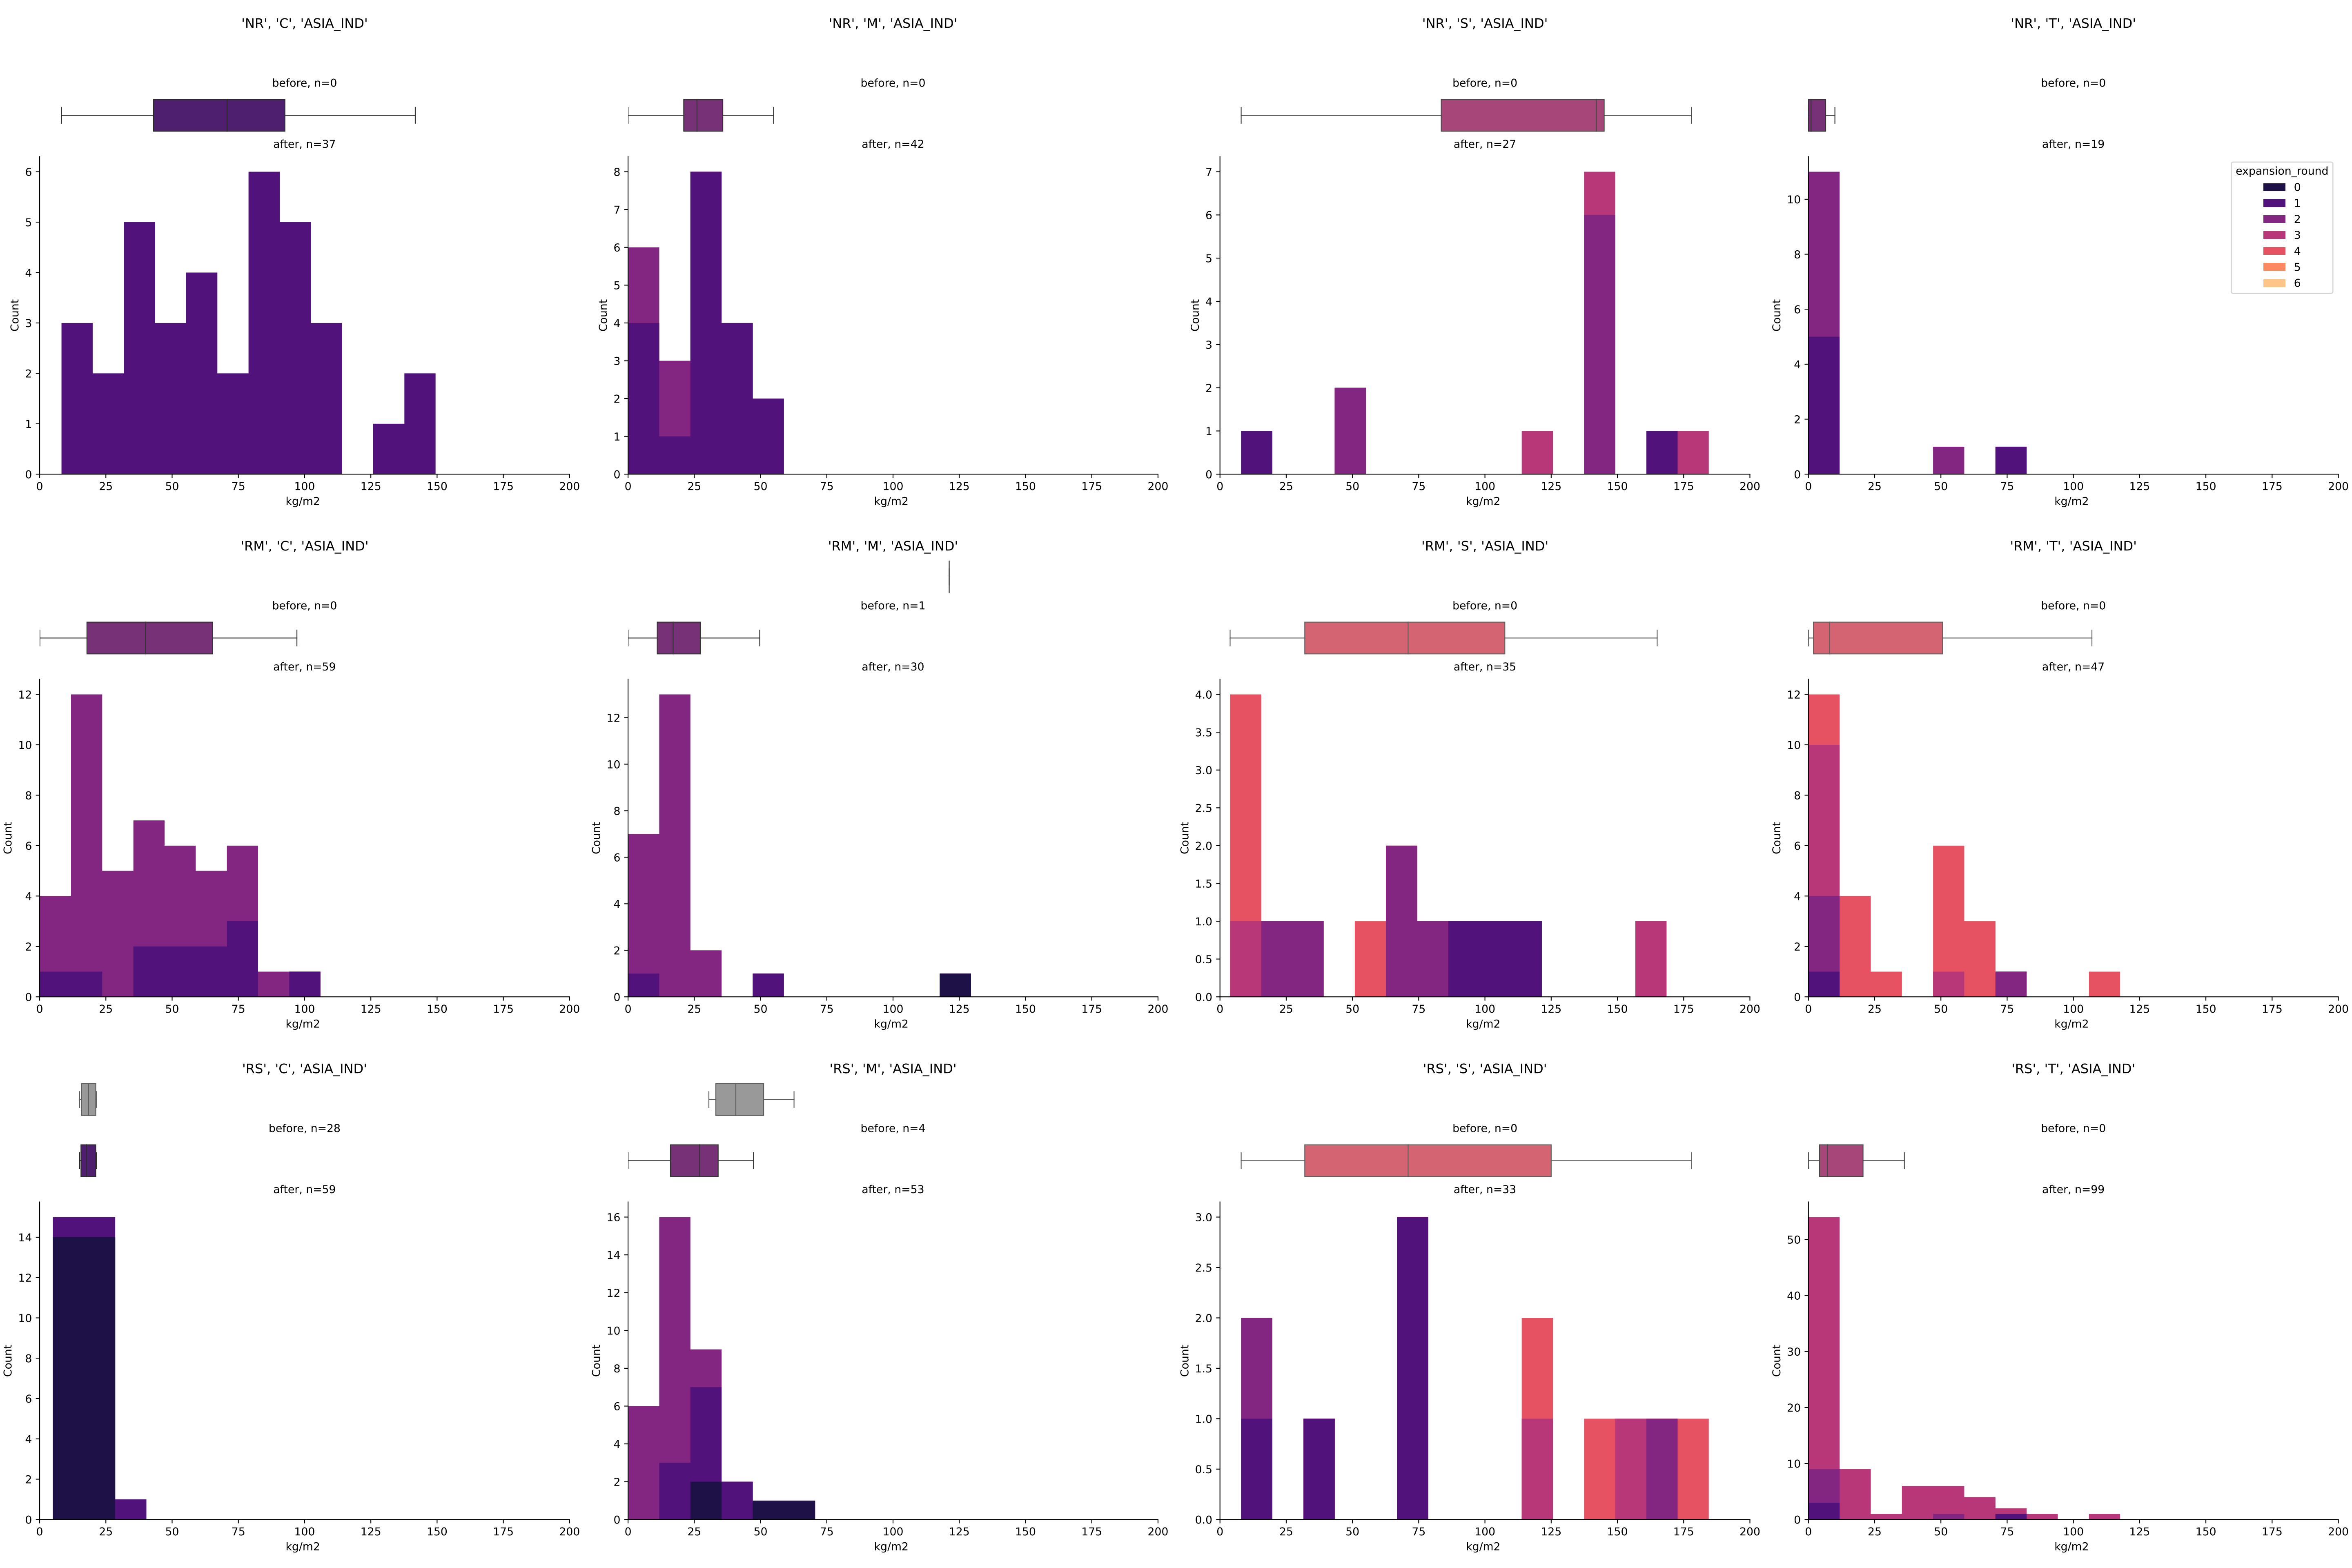 'NR', 'C', 'ASIA_IND'
before, n=0
after, n=37
6
5
4
3
2
1
0
Count
0 25 50 75 100 125 150 175 200
kg/m2
'NR', 'M', 'ASIA_IND'
before, n=0
after, n=42
8
7
6
5
4
3
2
1
0
Count
0 25 50 75 100 125 150 175 200
kg/m2
'NR', 'S', 'ASIA_IND'
before, n=0
after, n=27
7
6
5
4
3
2
1
0
Count
0 25 50 75 100 125 150 175 200
kg/m2
'NR', 'T', 'ASIA_IND'
before, n=0
after, n=19
expansion_round
0
1
2
3
4
5
6
10
8
6
4
2
0
Count
0 25 50 75 100 125 150 175 200
kg/m2
'RM', 'C', 'ASIA_IND'
before, n=0
after, n=59
12
10
8
6
4
2
0
Count
0 25 50 75 100 125 150 175 200
kg/m2
'RM', 'M', 'ASIA_IND'
before, n=1
after, n=30
12
10
8
6
4
2
0
Count
0 25 50 75 100 125 150 175 200
kg/m2
'RM', 'S', 'ASIA_IND'
before, n=0
after, n=35
4.0
3.5
3.0
2.5
2.0
1.5
1.0
0.5
0.0
Count
0 25 50 75 100 125 150 175 200
kg/m2
'RM', 'T', 'ASIA_IND'
before, n=0
after, n=47
12
10
8
6
4
2
0
Count
0 25 50 75 100 125 150 175 200
kg/m2
'RS', 'C', 'ASIA_IND'
before, n=28
after, n=59
14
12
10
8
6
4
2
0
Count
0 25 50 75 100 125 150 175 200
kg/m2
'RS', 'M', 'ASIA_IND'
before, n=4
after, n=53
16
14
12
10
8
6
4
2
0
Count
0 25 50 75 100 125 150 175 200
kg/m2
'RS', 'S', 'ASIA_IND'
before, n=0
after, n=33
3.0
2.5
2.0
1.5
1.0
0.5
0.0
Count
0 25 50 75 100 125 150 175 200
kg/m2
'RS', 'T', 'ASIA_IND'
before, n=0
after, n=99
50
40
30
20
10
0
Count
0 25 50 75 100 125 150 175 200
kg/m2